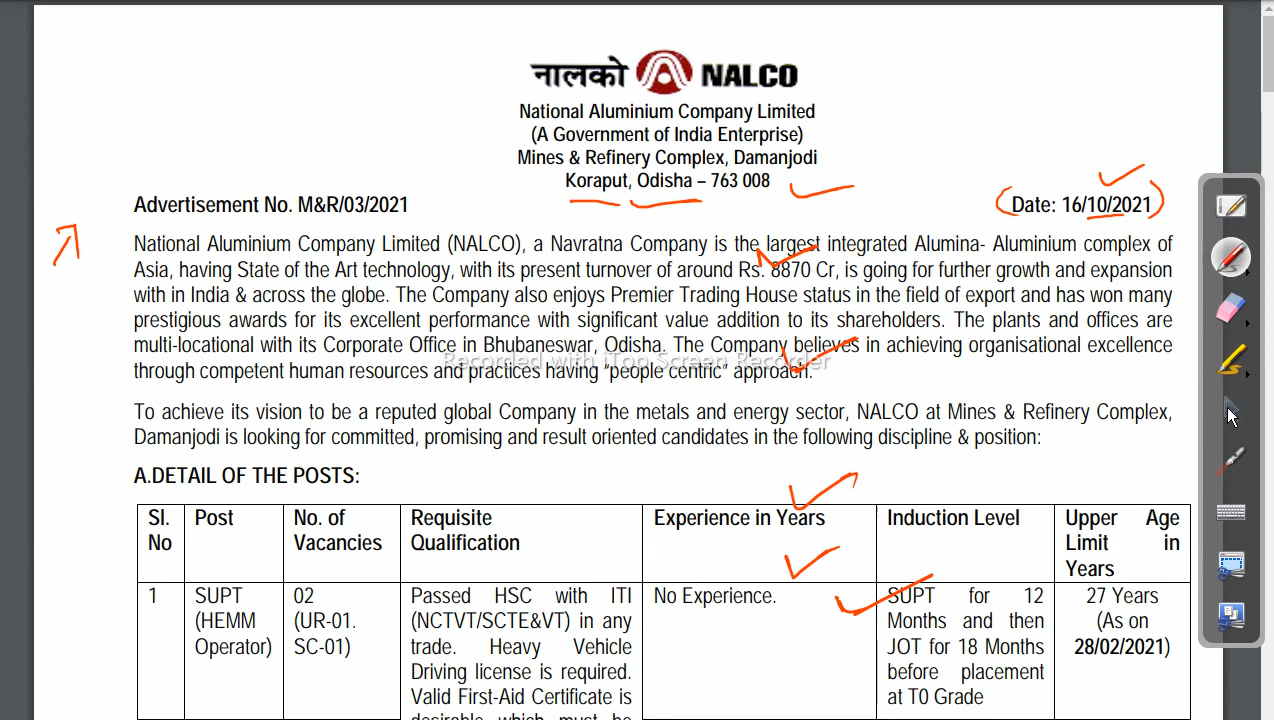 नालको NALCO
National Aluminium Company Limited
(A Government of India Enterprise)
Mines & Refinery Complex, Damanjodi
Koraput, Odisha – 763 008
Advertisement No. M&R/03/2021 Date: 16/10/2021
National Aluminium Company Limited (NALCO), a Navratna Company is the largest integrated Alumina- Aluminium complex of
Asia, having State of the Art technology, with its present turnover of around Rs. 8870 Cr, is going for further growth and expansion
with in India & across the globe. The Company also enjoys Premier Trading House status in the field of export and has won many
prestigious awards for its excellent performance with significant value addition to its shareholders. The plants and offices are
multi-locational with its Corporate Office in Bhubaneswar, Odisha. The Company believes in achieving organisational excellence
Recorded with iTop Screen Recorder
through competent human resources and practices having "people centric" approach.
To achieve its vision to be a reputed global Company in the metals and energy sector, NALCO at Mines & Refinery Complex,
Damanjodi is looking for committed, promising and result oriented candidates in the following discipline & position:
A.DETAIL OF THE POSTS:
Sl. Post No. of Requisite Experience in Years Induction Level Upper Age
No Vacancies Qualification Limit in
Years
1 SUPT 02 Passed HSC with ITI No Experience. SUPT for 12 27 Years
(HEMM (UR-01. (NCTVT/SCTE&VT) in any Months and then (As on
Operator) SC-01) trade. Heavy Vehicle JOT for 18 Months 28/02/2021)
Driving license is required. before placement
Valid First-Aid Certificate is at T0 Grade
desirable which must be